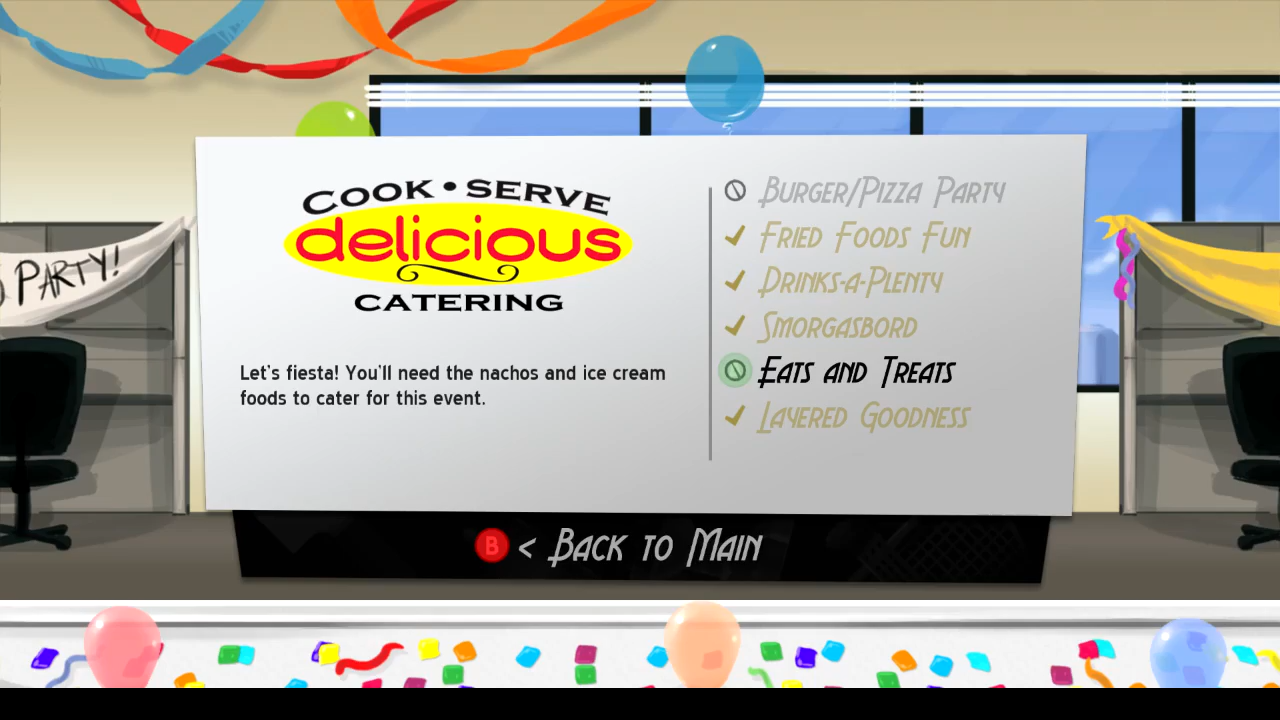 COOK • SERVE
delicious
CATERING
Let's fiesta! You'll need the nachos and ice cream
foods to cater for this event.
Burger/Pizza Party
Fried Foods Fun
Drinks-a-Plenty
Smorgasbord
Eats and Treats
Layered Goodness
PARTY!
B < Back to Main